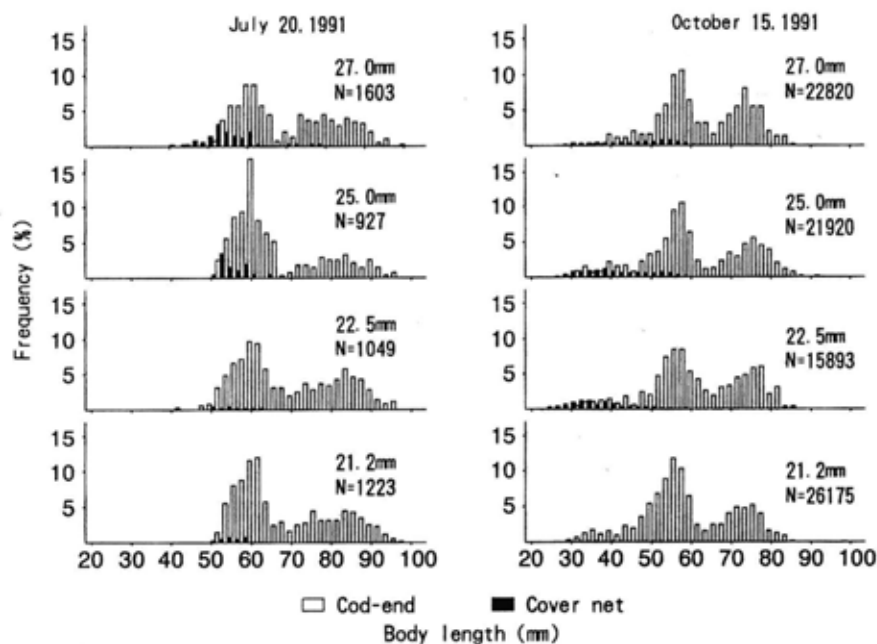 July 20.1991
October 15.1991
15
10
5
27.0mm
N=1603
15
10
5
27.0mm
N=22820
15
10
5
25.0mm
N=927
15
10
5
25.0mm
N=21920
15
10
5
22.5mm
N=1049
15
10
5
22.5mm
N=15893
15
10
5
21.2mm
N=1223
15
10
5
21.2mm
N=26175
Frequency (%)
20 30 40 50 60 70 80 90 100
20 30 40 50 60 70 80 90 100
Cod-end
Cover net
Body length (mm)